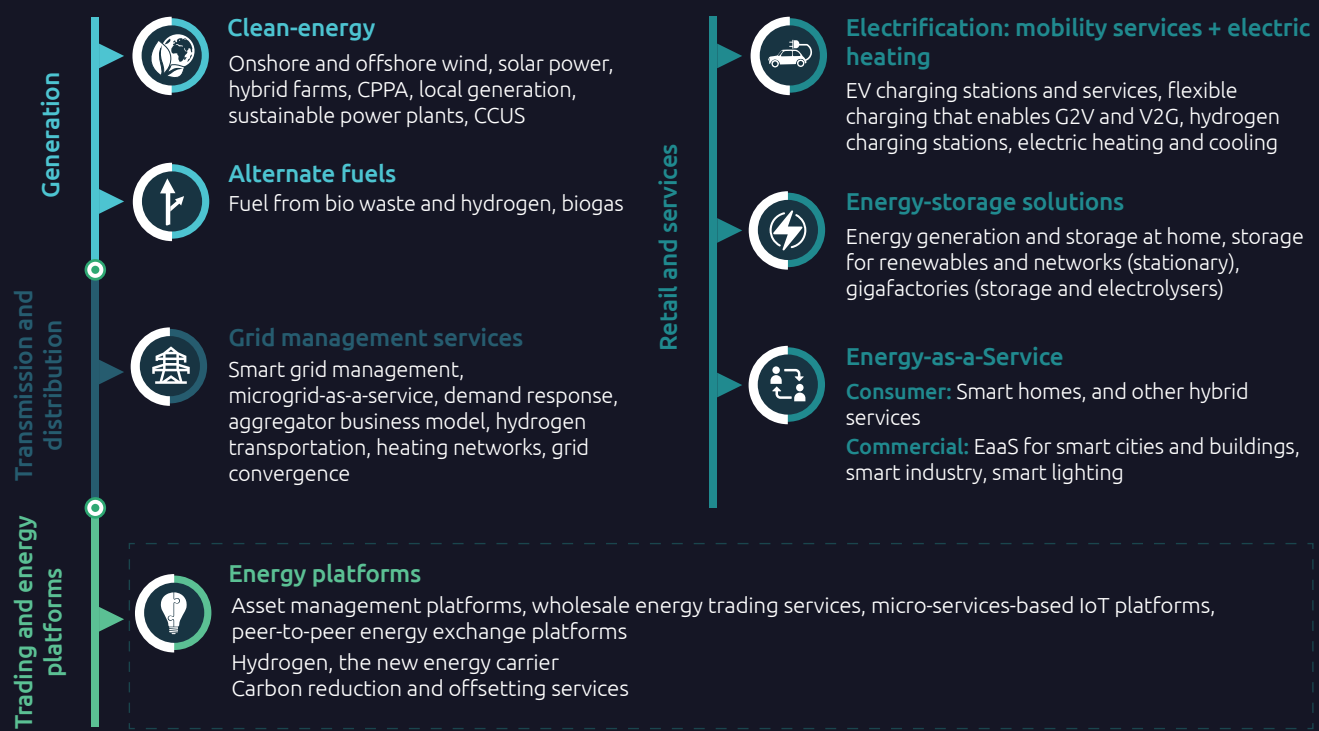 Generation
Clean-energy
Onshore and offshore wind, solar power,
hybrid farms, CPPA, local generation,
sustainable power plants, CCUS
Alternate fuels
Fuel from bio waste and hydrogen, biogas
Transmission and
distribution
Grid management services
Smart grid management,
microgrid-as-a-service, demand response,
aggregator business model, hydrogen
transportation, heating networks, grid
convergence
Retail and services
Electrification: mobility services + electric
heating
EV charging stations and services, flexible
charging that enables G2V and V2G, hydrogen
charging stations, electric heating and cooling
Energy-storage solutions
Energy generation and storage at home, storage
for renewables and networks (stationary),
gigafactories (storage and electrolysers)
Energy-as-a-Service
Consumer: Smart homes, and other hybrid
services
Commercial: EaaS for smart cities and buildings,
smart industry, smart lighting
Trading and energy
platforms
Energy platforms
Asset management platforms, wholesale energy trading services, micro-services-based IoT platforms,
peer-to-peer energy exchange platforms
Hydrogen, the new energy carrier
Carbon reduction and offsetting services